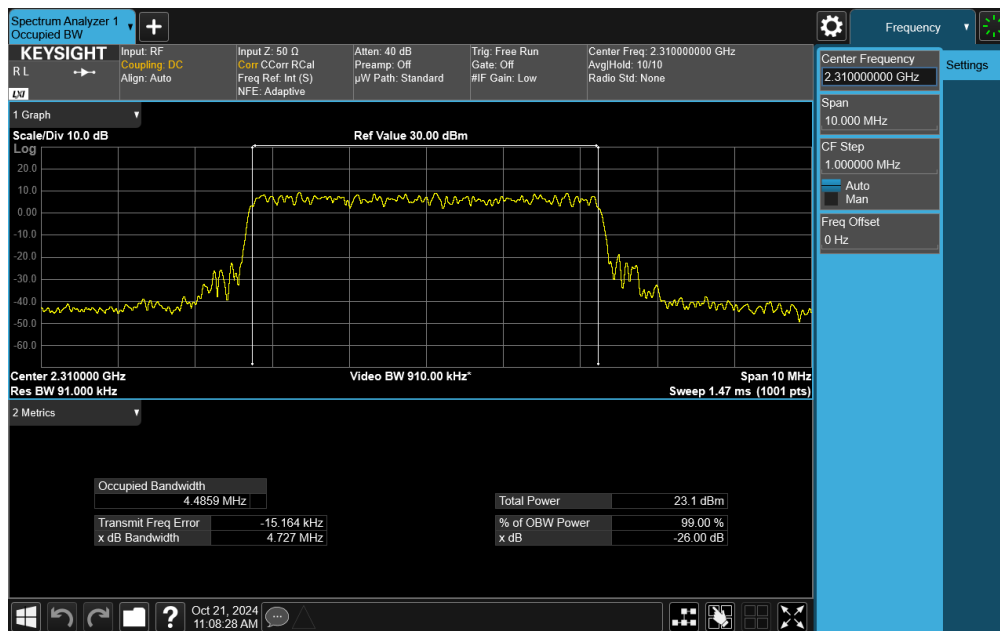 Spectrum Analyzer 1
Occupied BW
Frequency
KEYSIGHT
R L
LXI
Input: RF
Coupling: DC
Align: Auto
Input Z: 50 Ω
Corr CCorr RCal
Freq Ref: Int (S)
NFE: Adaptive
Atten: 40 dB
Preamp: Off
µW Path: Standard
Trig: Free Run
Gate: Off
#IF Gain: Low
Center Freq: 2.310000000 GHz
Avg|Hold: 10/10
Radio Std: None
Center Frequency
2.310000000 GHz
Settings
Span
10.000 MHz
CF Step
1.000000 MHz
Auto
Man
Freq Offset
0 Hz
1 Graph
Scale/Div 10.0 dB
Ref Value 30.00 dBm
Log
20.0
10.0
0.00
-10.0
-20.0
-30.0
-40.0
-50.0
-60.0
Center 2.310000 GHz
Video BW 910.00 kHz*
Span 10 MHz
Res BW 91.000 kHz
Sweep 1.47 ms (1001 pts)
2 Metrics
Occupied Bandwidth
4.4859 MHz
Total Power 23.1 dBm
Transmit Freq Error -15.164 kHz
% of OBW Power 99.00 %
x dB Bandwidth 4.727 MHz
x dB -26.00 dB
Oct 21, 2024
11:08:28 AM